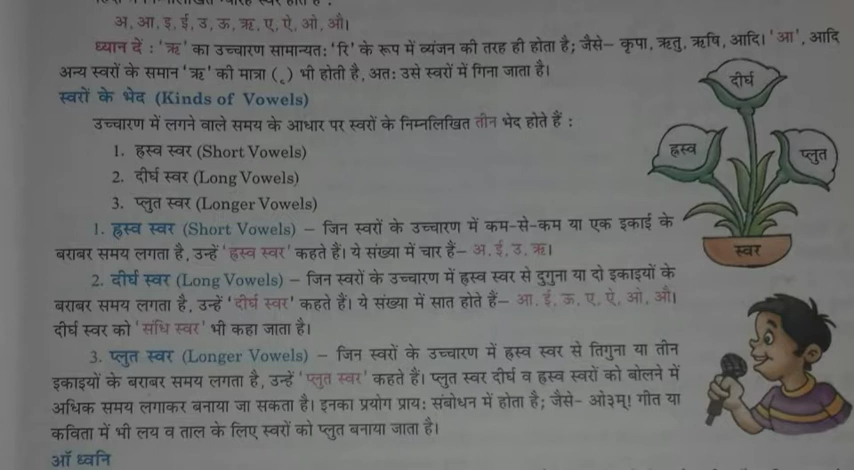 अ, आ, इ, ई, उ, ऊ, ऋ, ए, ऐ, ओ, औ।
ध्यान दें : 'ऋ' का उच्चारण सामान्यत: 'रि' के रूप में व्यंजन की तरह ही होता है; जैसे– कृपा, ऋतु, ऋषि, आदि। 'आ', आदि
अन्य स्वरों के समान 'ऋ' की मात्रा (ृ) भी होती है, अत: उसे स्वरों में गिना जाता है।
स्वरों के भेद (Kinds of Vowels)
उच्चारण में लगने वाले समय के आधार पर स्वरों के निम्नलिखित तीन भेद होते हैं :
1. ह्रस्व स्वर (Short Vowels)
2. दीर्घ स्वर (Long Vowels)
3. प्लुत स्वर (Longer Vowels)
दीर्घ
ह्रस्व
प्लुत
स्वर
1. ह्रस्व स्वर (Short Vowels) – जिन स्वरों के उच्चारण में कम-से-कम या एक इकाई के
बराबर समय लगता है, उन्हें 'ह्रस्व स्वर' कहते हैं। ये संख्या में चार हैं– अ, इ, उ, ऋ।
2. दीर्घ स्वर (Long Vowels) – जिन स्वरों के उच्चारण में ह्रस्व स्वर से दुगुना या दो इकाइयों के
बराबर समय लगता है, उन्हें 'दीर्घ स्वर' कहते हैं। ये संख्या में सात होते हैं– आ, ई, ऊ, ए, ऐ, ओ, औ।
दीर्घ स्वर को 'संधि स्वर' भी कहा जाता है।
3. प्लुत स्वर (Longer Vowels) – जिन स्वरों के उच्चारण में ह्रस्व स्वर से तिगुना या तीन
इकाइयों के बराबर समय लगता है, उन्हें 'प्लुत स्वर' कहते हैं। प्लुत स्वर दीर्घ व ह्रस्व स्वरों को बोलने में
अधिक समय लगाकर बनाया जा सकता है। इनका प्रयोग प्राय: संबोधन में होता है; जैसे– ओ३म्! गीत या
कविता में भी लय व ताल के लिए स्वरों को प्लुत बनाया जाता है।
ऑ ध्वनि